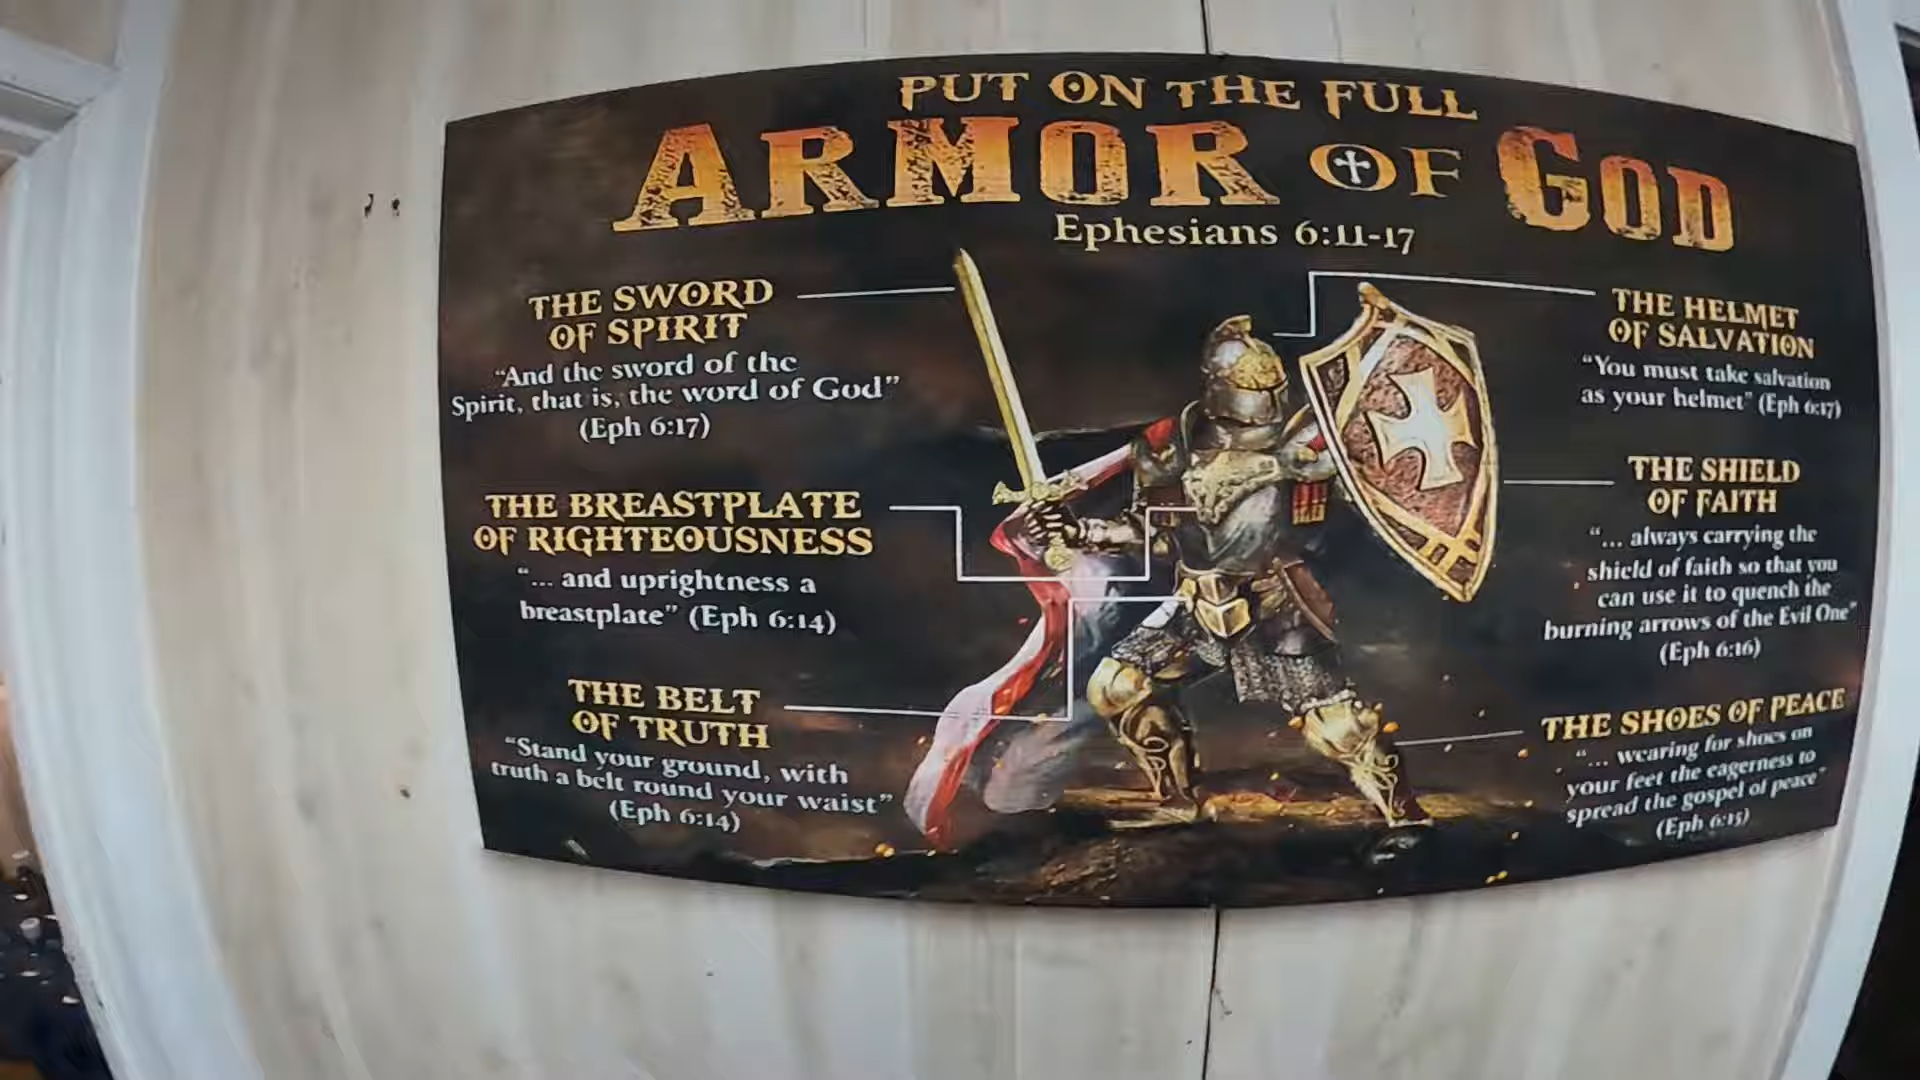 PUT ON THE FULL
ARMOR OF GOD
Ephesians 6:11-17
THE SWORD
OF SPIRIT
"And the sword of the
Spirit, that is, the word of God"
(Eph 6:17)
THE BREASTPLATE
OF RIGHTEOUSNESS
"... and uprightness a
breastplate" (Eph 6:14)
THE BELT
OF TRUTH
"Stand your ground, with
truth a belt round your waist"
(Eph 6:14)
THE HELMET
OF SALVATION
"You must take salvation
as your helmet" (Eph 6:17)
THE SHIELD
OF FAITH
"... always carrying the
shield of faith so that you
can use it to quench the
burning arrows of the Evil One"
(Eph 6:16)
THE SHOES OF PEACE
"... wearing for shoes on
your feet the eagerness to
spread the gospel of peace"
(Eph 6:15)